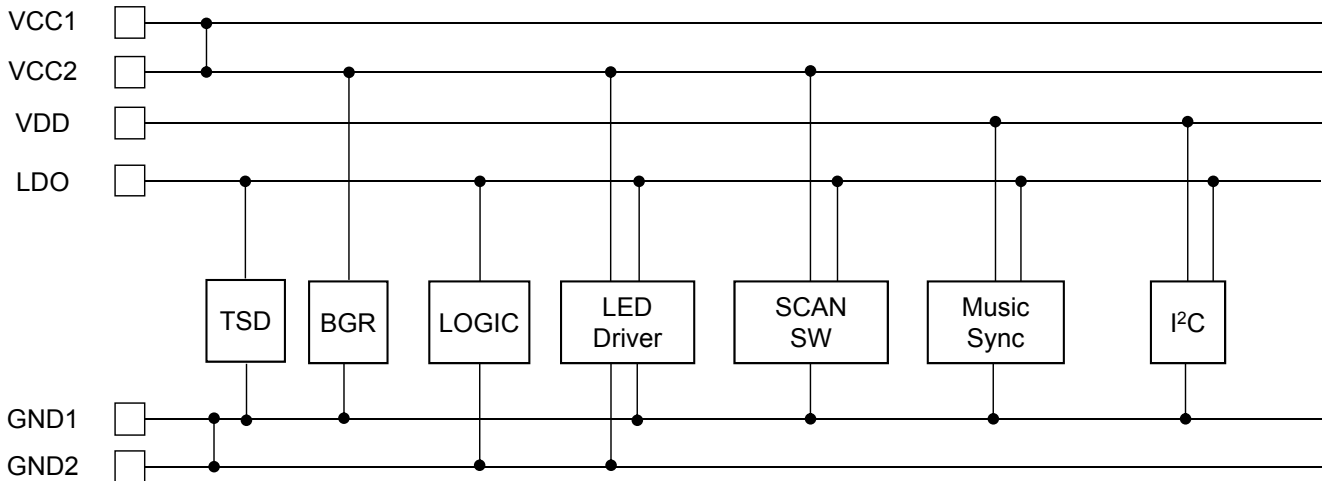 VCC1
VCC2
VDD
LDO
TSD
BGR
LOGIC
LED
Driver
SCAN
SW
Music
Sync
I²C
GND1
GND2